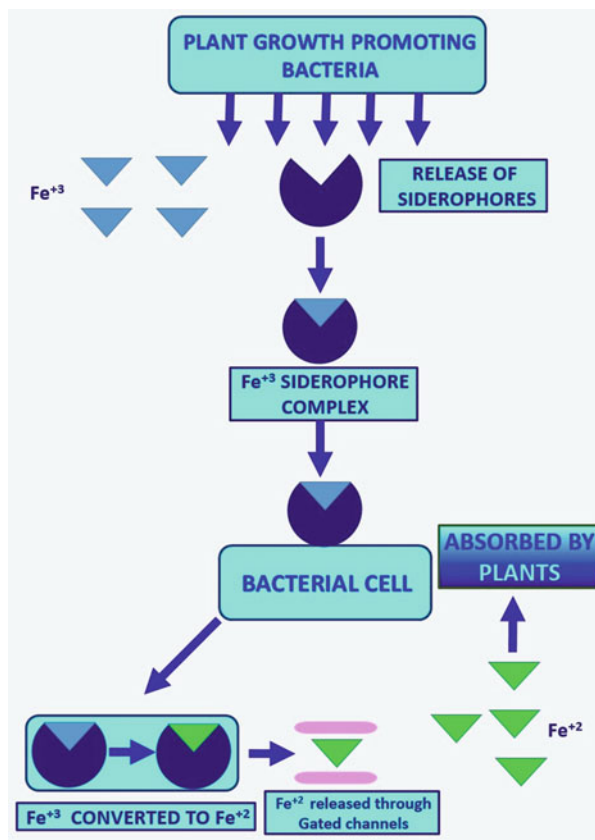 PLANT GROWTH PROMOTING
BACTERIA
Fe+3
RELEASE OF
SIDEROPHORES
Fe+3 SIDEROPHORE
COMPLEX
BACTERIAL CELL
ABSORBED BY
PLANTS
Fe+2
Fe+3 CONVERTED TO Fe+2
Fe+2 released through
Gated channels